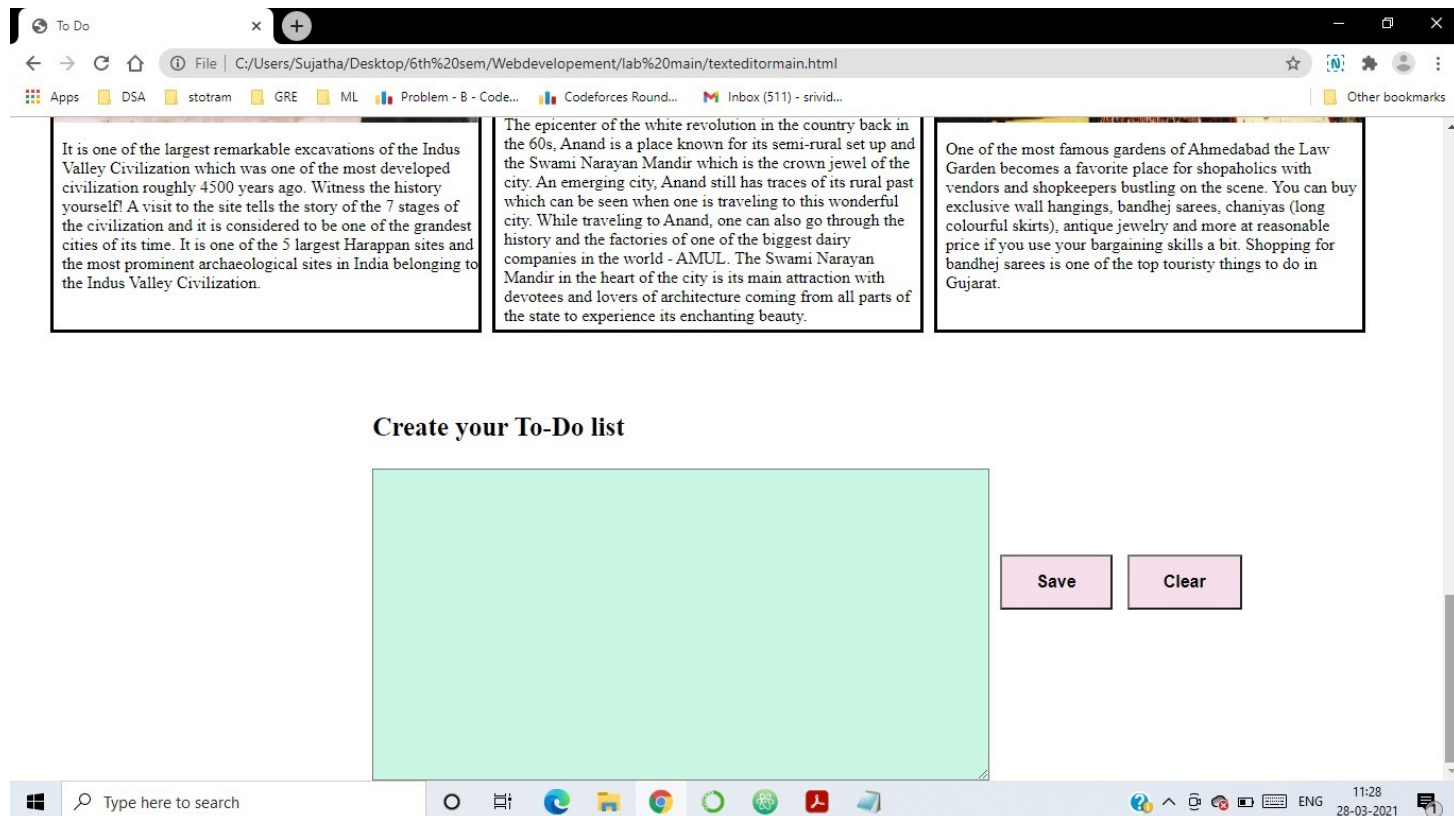 To Do
File
C:/Users/Sujatha/Desktop/6th%20sem/Webdevelopement/lab%20main/texteditormain.html
Apps
DSA
stotram
GRE
ML
Problem - B - Code...
Codeforces Round...
Inbox (511) - srivid...
Other bookmarks
It is one of the largest remarkable excavations of the Indus
Valley Civilization which was one of the most developed
civilization roughly 4500 years ago. Witness the history
yourself! A visit to the site tells the story of the 7 stages of
the civilization and it is considered to be one of the grandest
cities of its time. It is one of the 5 largest Harappan sites and
the most prominent archaeological sites in India belonging to
the Indus Valley Civilization.
The epicenter of the white revolution in the country back in
the 60s, Anand is a place known for its semi-rural set up and
the Swami Narayan Mandir which is the crown jewel of the
city. An emerging city, Anand still has traces of its rural past
which can be seen when one is traveling to this wonderful
city. While traveling to Anand, one can also go through the
history and the factories of one of the biggest dairy
companies in the world - AMUL. The Swami Narayan
Mandir in the heart of the city is its main attraction with
devotees and lovers of architecture coming from all parts of
the state to experience its enchanting beauty.
One of the most famous gardens of Ahmedabad the Law
Garden becomes a favorite place for shopaholics with
vendors and shopkeepers bustling on the scene. You can buy
exclusive wall hangings, bandhej sarees, chaniyas (long
colourful skirts), antique jewelry and more at reasonable
price if you use your bargaining skills a bit. Shopping for
bandhej sarees is one of the top touristy things to do in
Gujarat.
Create your To-Do list
Save
Clear
Type here to search
ENG
11:28
28-03-2021
1